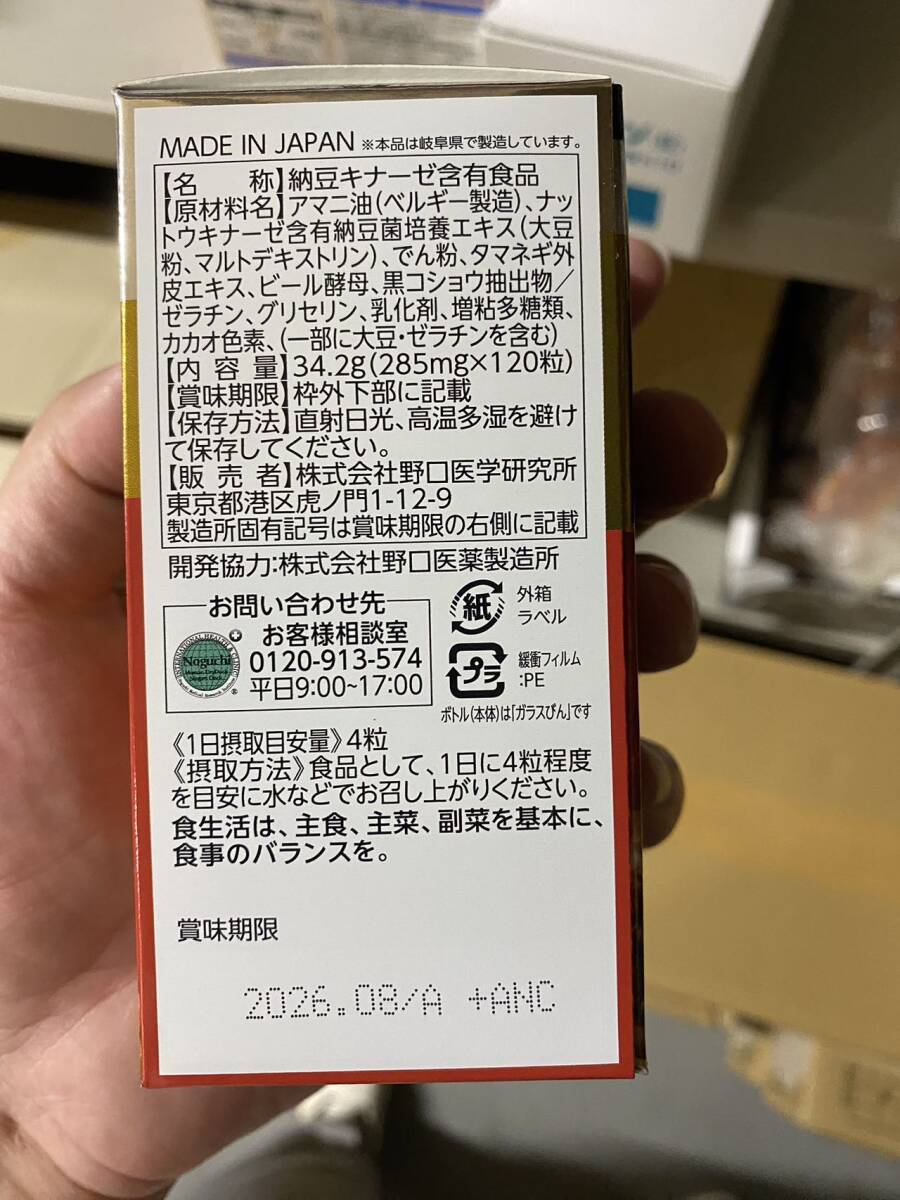 MADE IN JAPAN ※本品は岐阜県で製造しています。
【名 称】納豆キナーゼ含有食品
【原材料名】アマニ油(ベルギー製造)、ナッ
トウキナーゼ含有納豆菌培養エキス(大豆
粉、マルトデキストリン)、でん粉、タマネギ外
皮エキス、ビール酵母、黒コショウ抽出物/
ゼラチン、グリセリン、乳化剤、増粘多糖類、
カカオ色素、(一部に大豆・ゼラチンを含む)
【内 容 量】34.2g(285mg×120粒)
【賞味期限】枠外下部に記載
【保存方法】直射日光、高温多湿を避け
て保存してください。
【販 売 者】株式会社野口医学研究所
東京都港区虎ノ門1-12-9
製造所固有記号は賞味期限の右側に記載
開発協力:株式会社野口医薬製造所
お問い合わせ先
お客様相談室
0120-913-574
平日9:00~17:00
Noguchi
紙
外箱
ラベル
プラ
緩衝フィルム
:PE
ボトル(本体)は「ガラスびん」です
《1日摂取目安量》4粒
《摂取方法》食品として、1日に4粒程度
を目安に水などでお召し上がりください。
食生活は、主食、主菜、副菜を基本に、
食事のバランスを。
賞味期限
2026.08/A +ANC